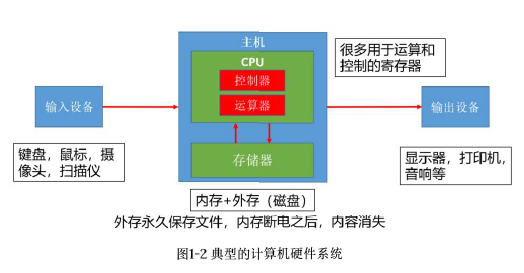 主机
CPU
控制器
运算器
很多用于运算和
控制的寄存器
输入设备
输出设备
键盘，鼠标，摄
像头，扫描仪
存储器
显示器，打印机，
音响等
内存+外存（磁盘）
外存永久保存文件，内存断电之后，内容消失
图1-2 典型的计算机硬件系统